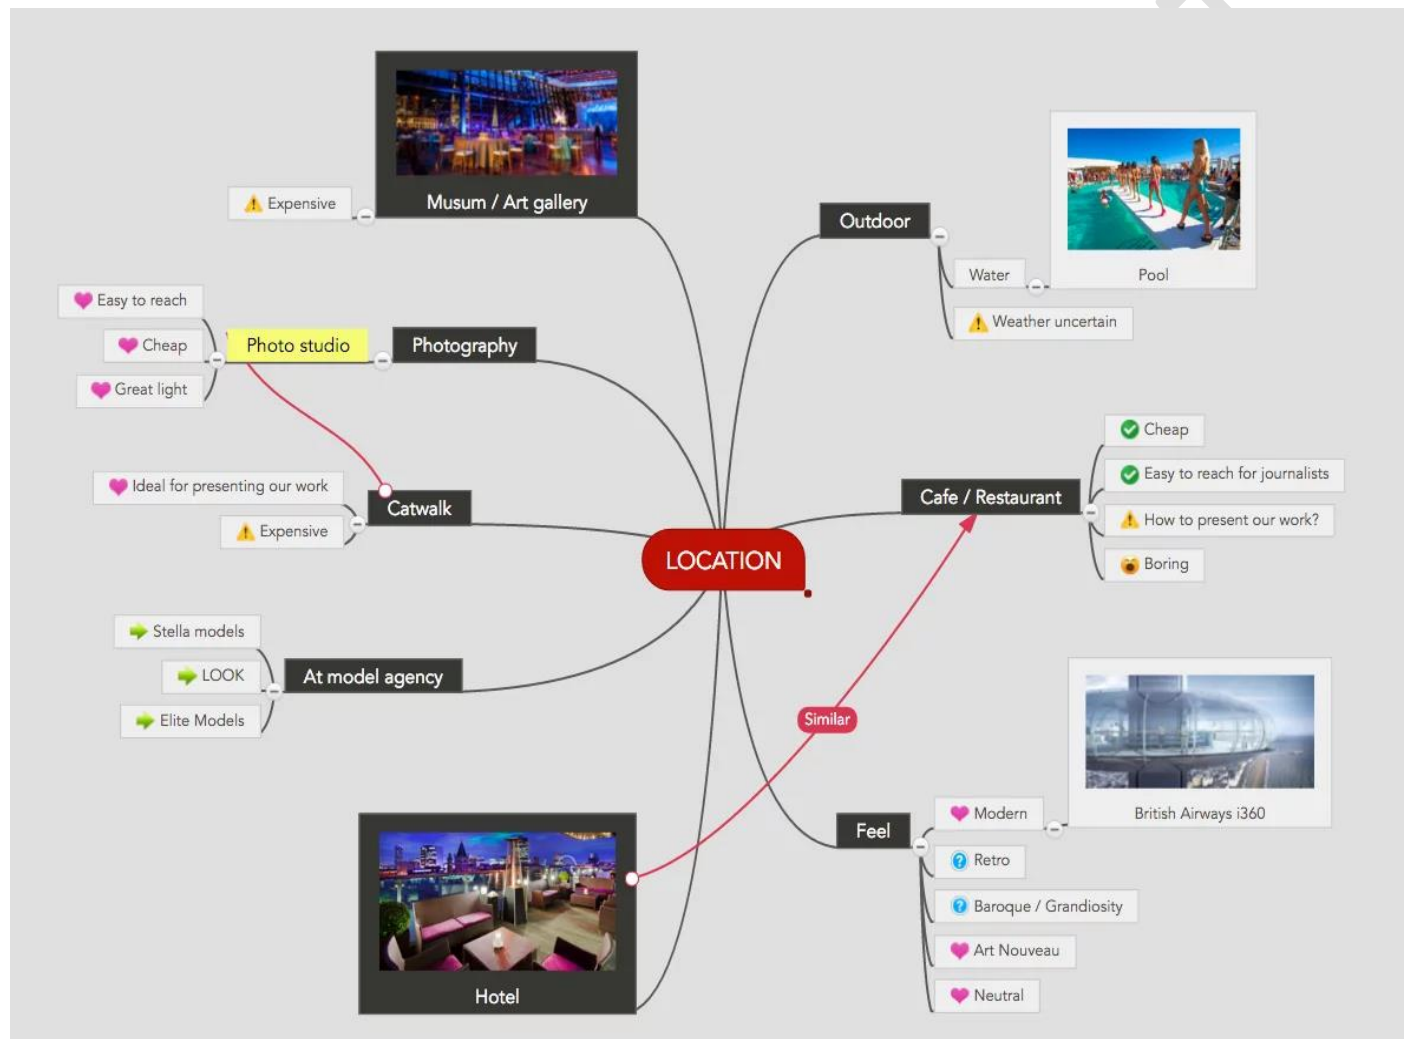 Musum / Art gallery
Expensive
Easy to reach
Cheap
Great light
Photo studio
Photography
Ideal for presenting our work
Expensive
Catwalk
Stella models
LOOK
Elite Models
At model agency
Hotel
LOCATION
Similar
Outdoor
Water
Pool
Weather uncertain
Cafe / Restaurant
Cheap
Easy to reach for journalists
How to present our work?
Boring
Feel
Modern
British Airways i360
Retro
Baroque / Grandiosity
Art Nouveau
Neutral